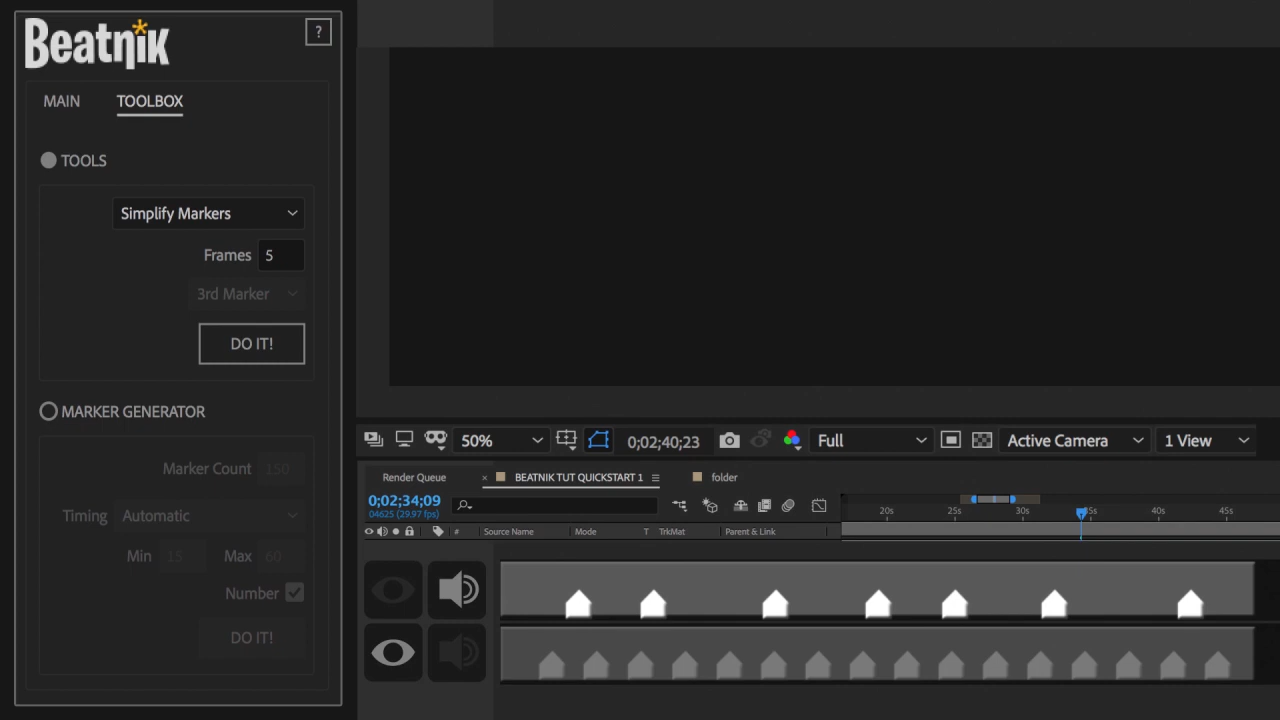 Beatnik
?
MAIN TOOLBOX
TOOLS
Simplify Markers
Frames 5
3rd Marker
DO IT!
MARKER GENERATOR
Marker Count 150
Timing Automatic
Min 15 Max 60
Number
DO IT!
50% 0;02;40;23 Full Active Camera 1 View
Render Queue × BEATNIK TUT QUICKSTART 1 folder
0;02;34;09
04625 (29.97 fps)
20s 25s 30s 35s 40s 45s
# Source Name Mode T TrkMat Parent & Link